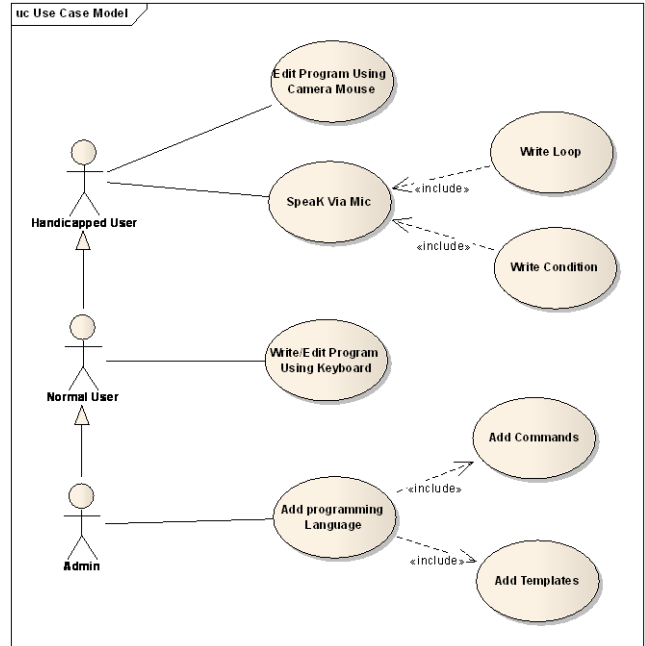 uc Use Case Model
Edit Program Using
Camera Mouse
Write Loop
«include»
SpeaK Via Mic
Handicapped User
«include»
Write Condition
Write/Edit Program
Using Keyboard
Normal User
Add Commands
«include»
Add programming
Language
Admin
«include»
Add Templates